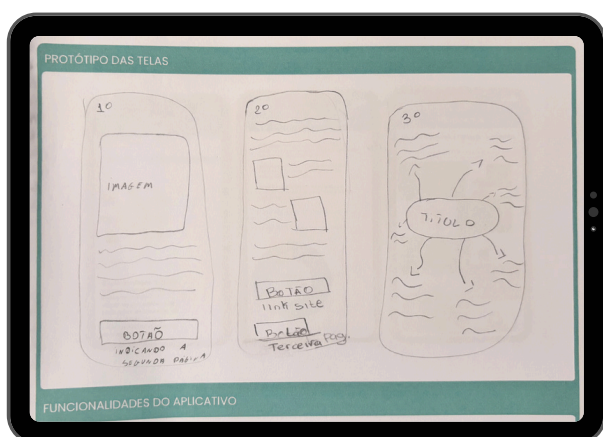 PROTÓTIPO DAS TELAS
1º
IMAGEM
BOTAÕ
INDICANDO A
SEGUNDA PAGINA
2º
BOTÃO
link site
Botão
Terceira Pag.
3º
TITULO
FUNCIONALIDADES DO APLICATIVO